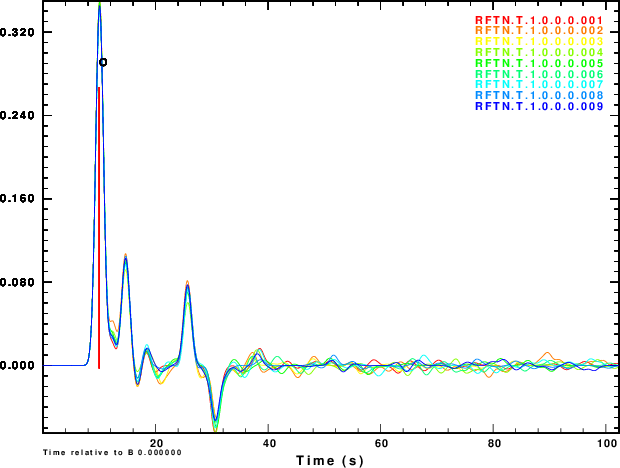 RFTN.T.1.0.0.0.001
RFTN.T.1.0.0.0.002
RFTN.T.1.0.0.0.003
RFTN.T.1.0.0.0.004
RFTN.T.1.0.0.0.005
RFTN.T.1.0.0.0.006
RFTN.T.1.0.0.0.007
RFTN.T.1.0.0.0.008
RFTN.T.1.0.0.0.009
0.320
0.240
0.160
0.080
0.000
20 40 60 80 100
Time relative to B 0.000000
Time (s)